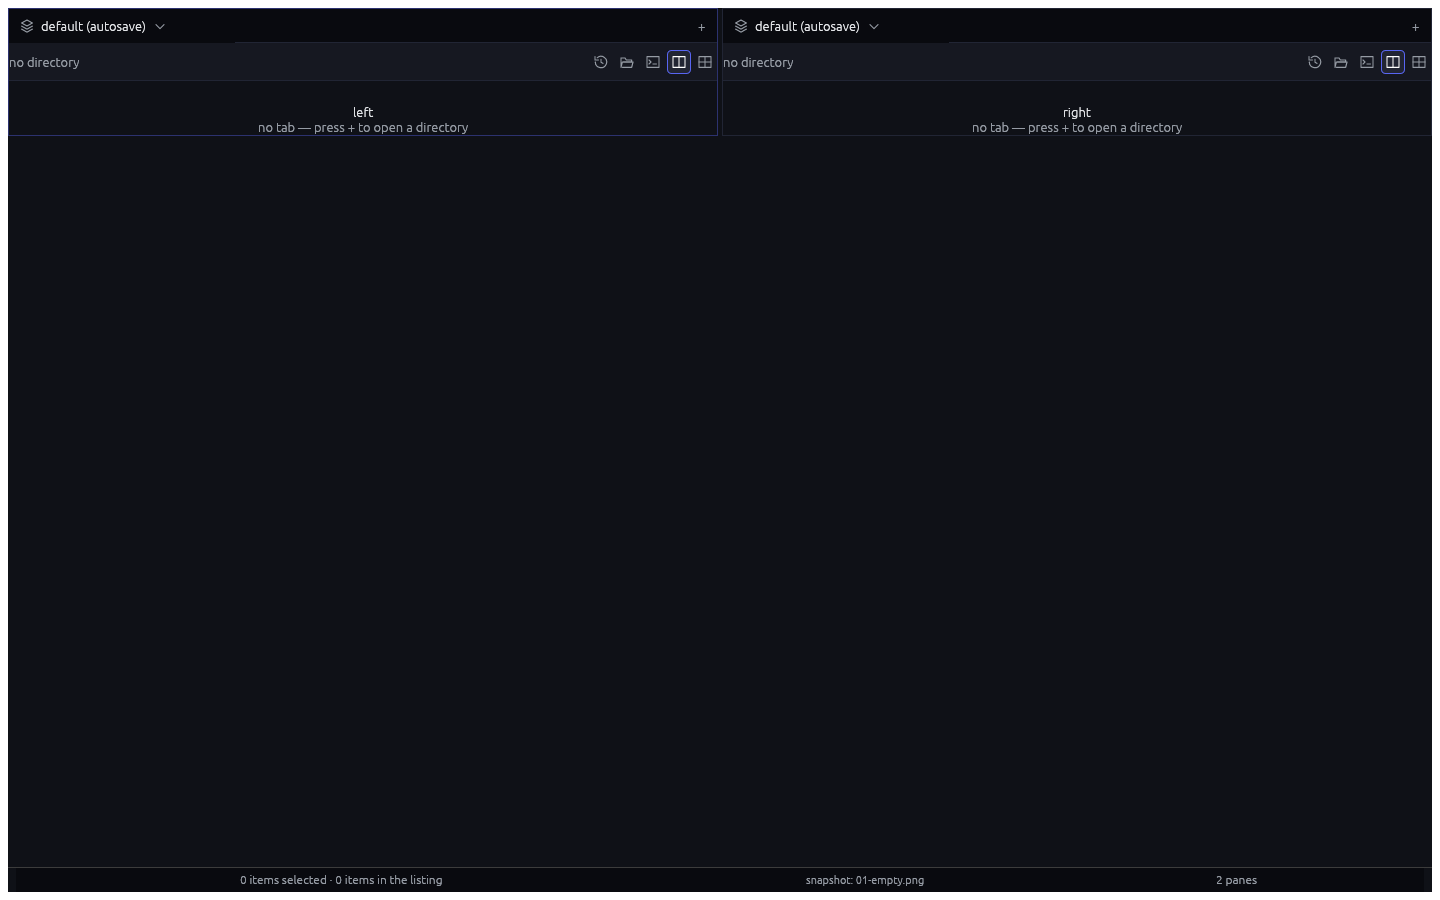 default (autosave)
+
default (autosave)
+
no directory
no directory
left
no tab — press + to open a directory
right
no tab — press + to open a directory
0 items selected · 0 items in the listing
snapshot: 01-empty.png
2 panes